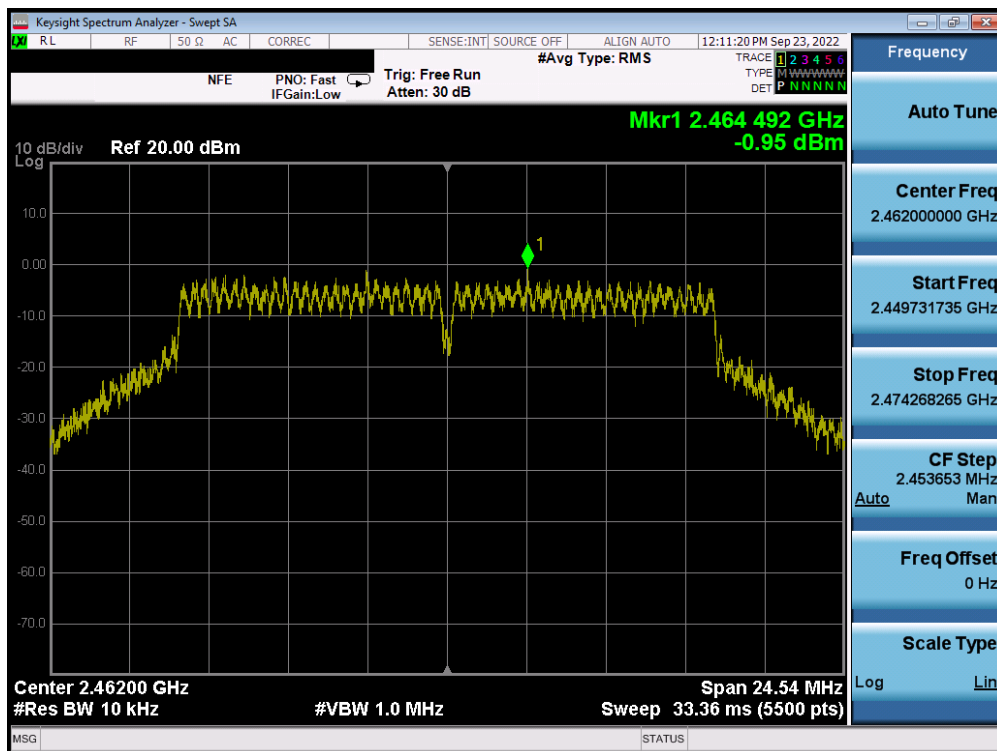 Keysight Spectrum Analyzer - Swept SA
LXI RL RF 50 Ω AC CORREC SENSE:INT SOURCE OFF ALIGN AUTO 12:11:20 PM Sep 23, 2022
NFE PNO: Fast Trig: Free Run #Avg Type: RMS TRACE 1 2 3 4 5 6
IFGain:Low Atten: 30 dB TYPE M WWWWW
DET P N N N N N
Mkr1 2.464 492 GHz
-0.95 dBm
10 dB/div Ref 20.00 dBm
Log
10.0
0.00
1
-10.0
-20.0
-30.0
-40.0
-50.0
-60.0
-70.0
Center 2.46200 GHz Span 24.54 MHz
#Res BW 10 kHz #VBW 1.0 MHz Sweep 33.36 ms (5500 pts)
MSG STATUS
Frequency
Auto Tune
Center Freq
2.462000000 GHz
Start Freq
2.449731735 GHz
Stop Freq
2.474268265 GHz
CF Step
2.453653 MHz
Auto Man
Freq Offset
0 Hz
Scale Type
Log Lin